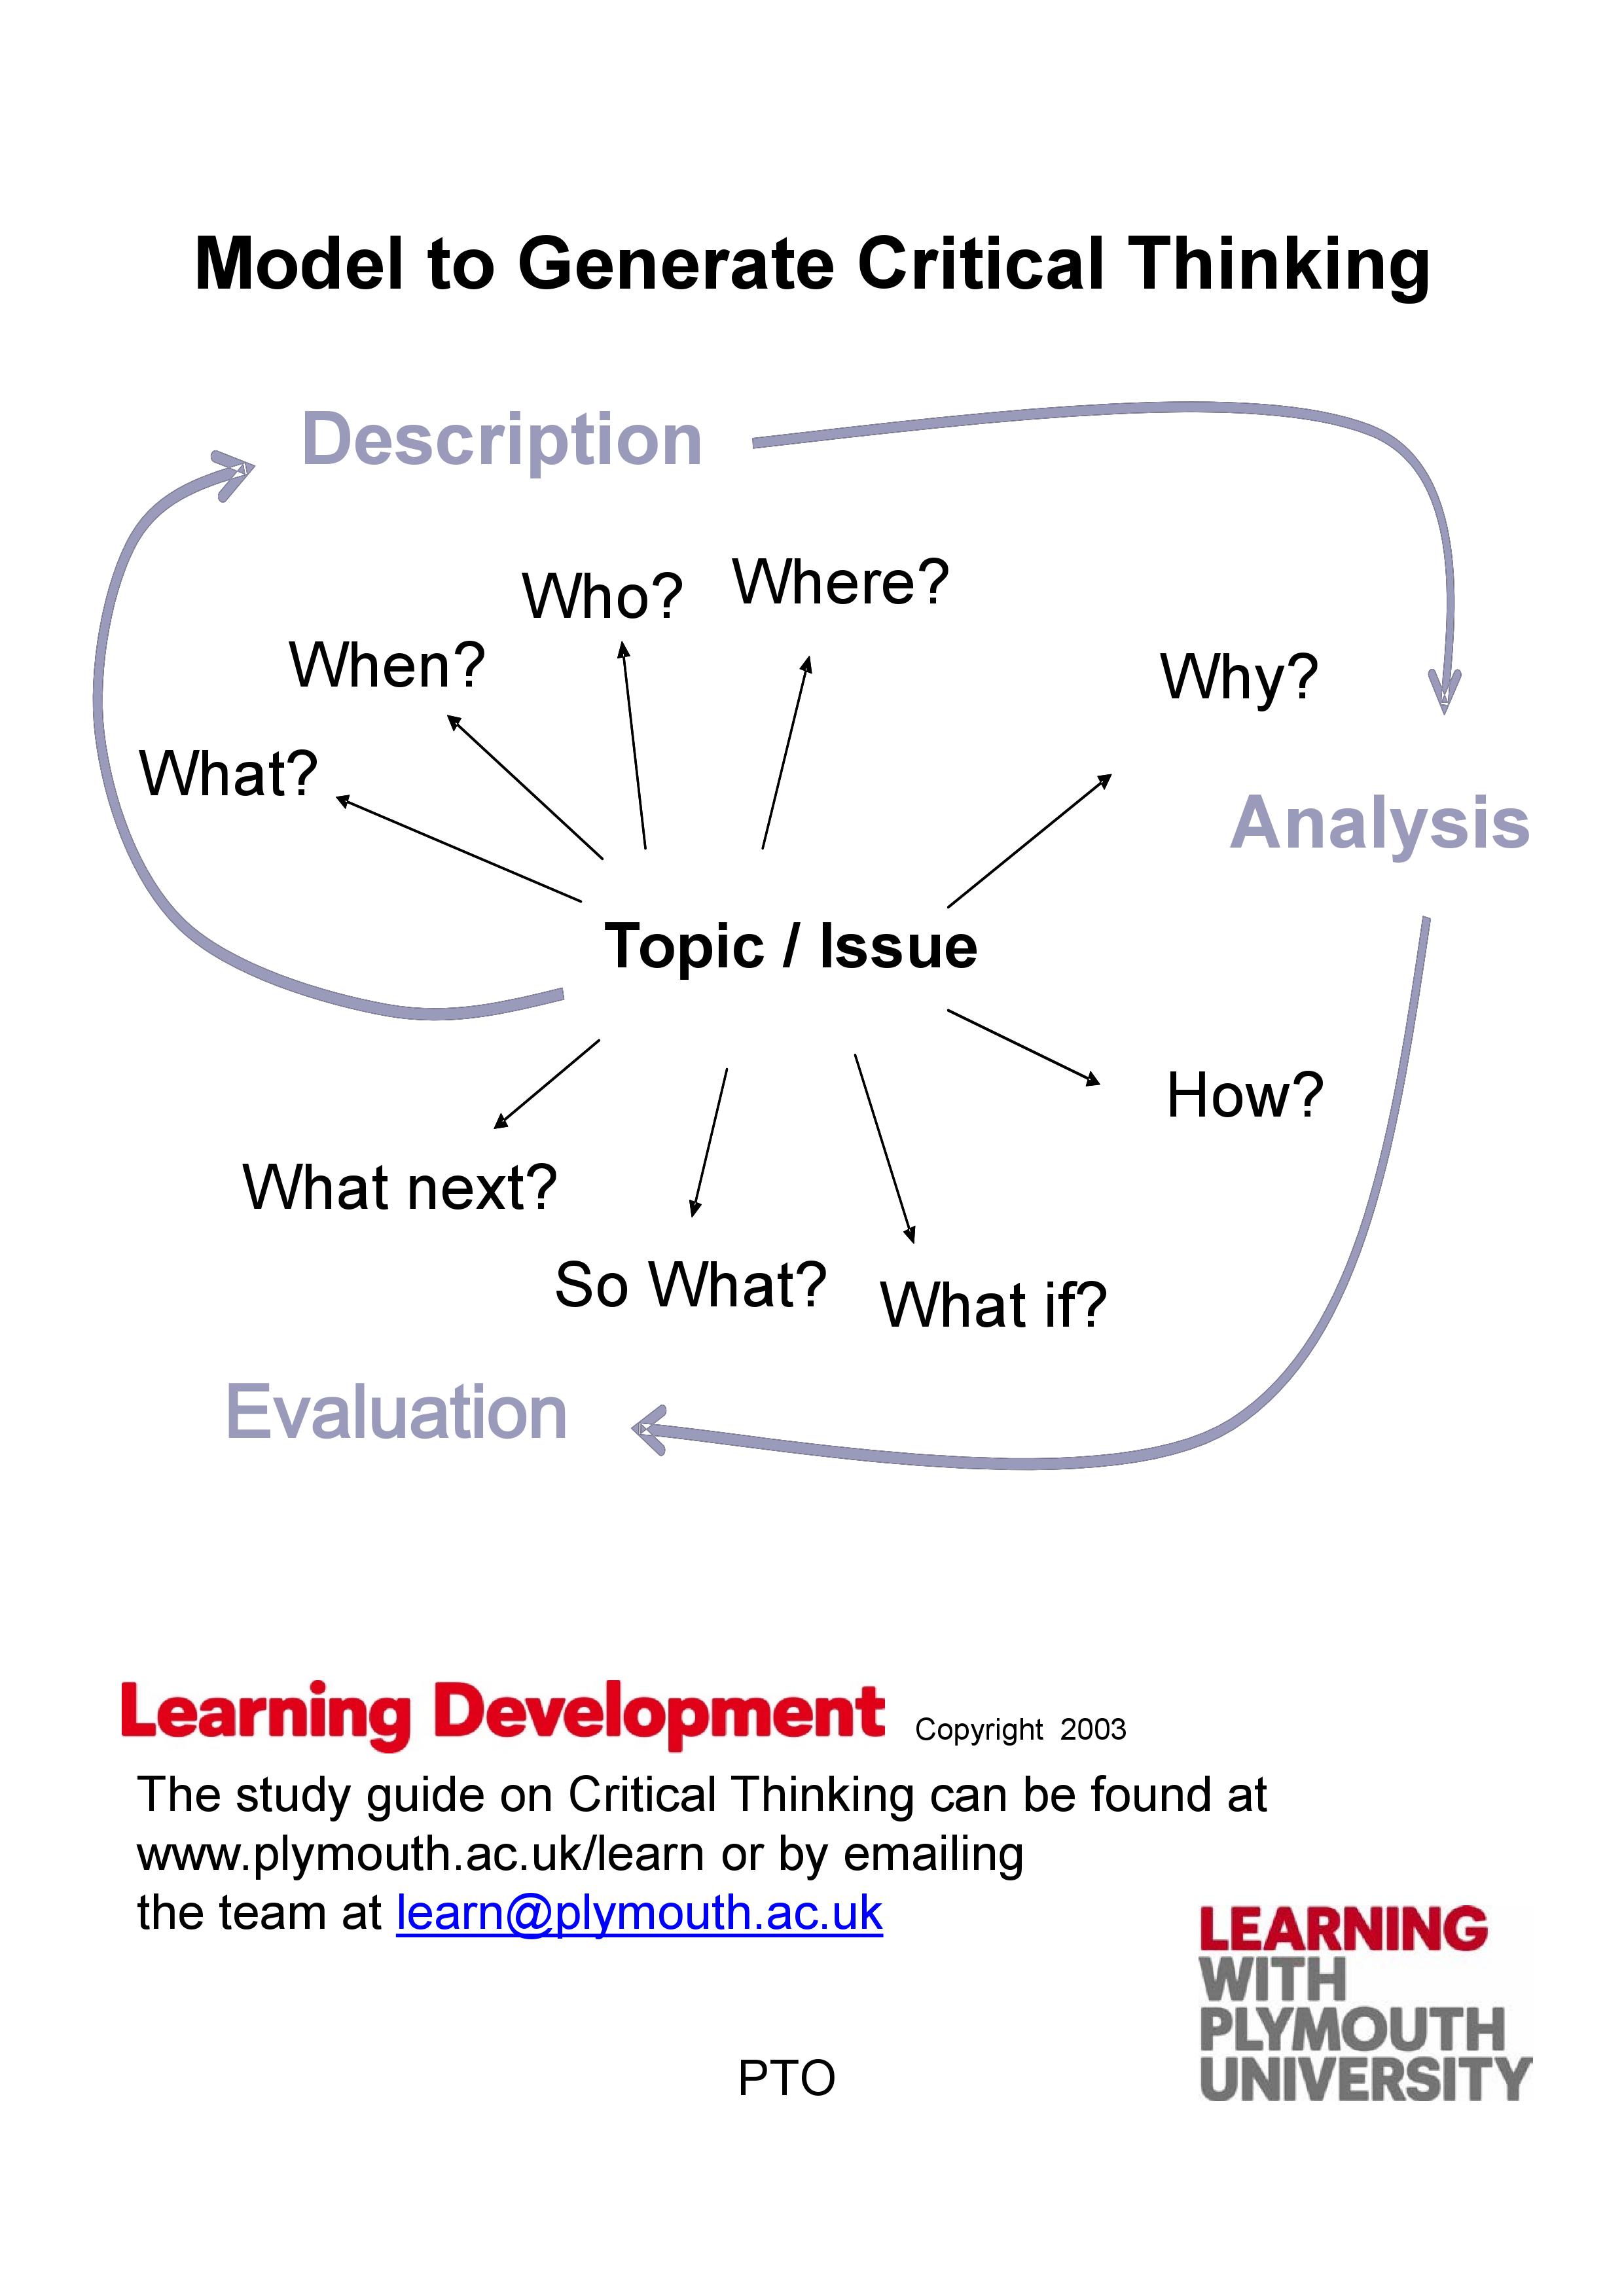 Model to Generate Critical Thinking
Description
Who?
Where?
When?
Why?
What?
Analysis
Topic / Issue
How?
What next?
So What?
What if?
Evaluation
Learning Development Copyright 2003
The study guide on Critical Thinking can be found at
www.plymouth.ac.uk/learn or by emailing
the team at learn@plymouth.ac.uk
LEARNING
WITH
PLYMOUTH
UNIVERSITY
PTO